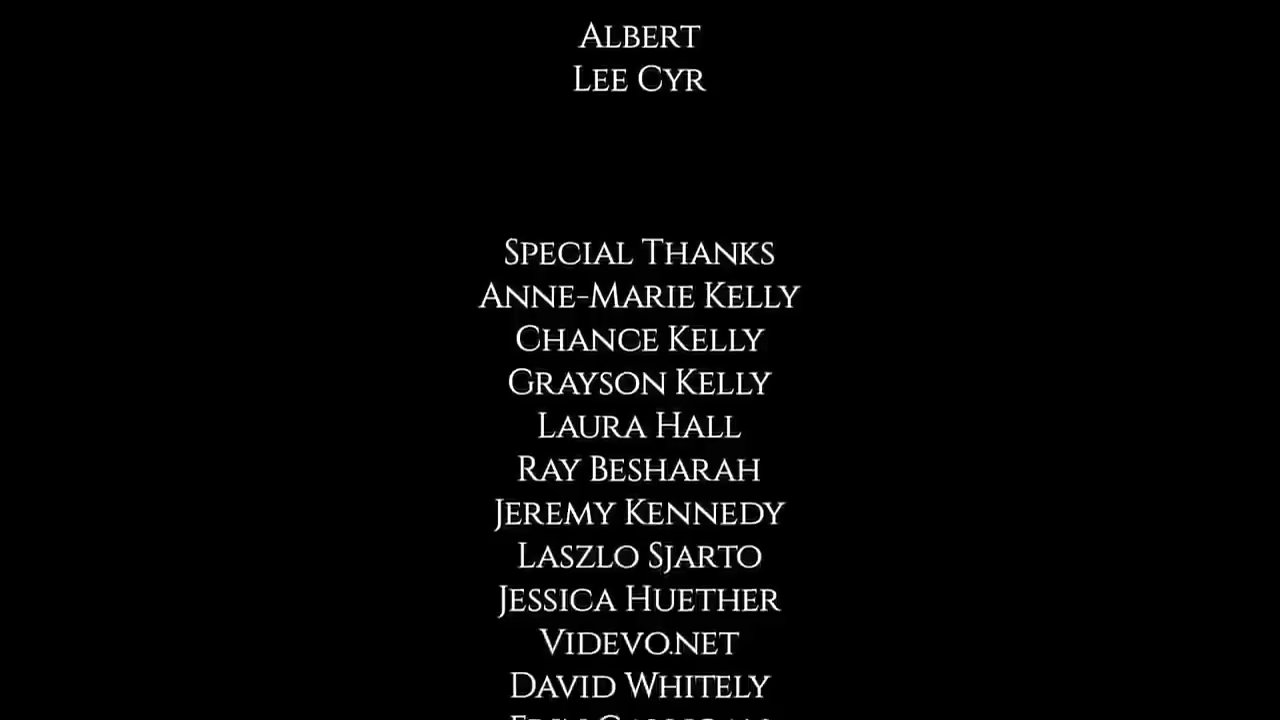 Albert
Lee Cyr
Special Thanks
Anne-Marie Kelly
Chance Kelly
Grayson Kelly
Laura Hall
Ray Besharah
Jeremy Kennedy
Laszlo Sjarto
Jessica Huether
Videvo.net
David Whitely